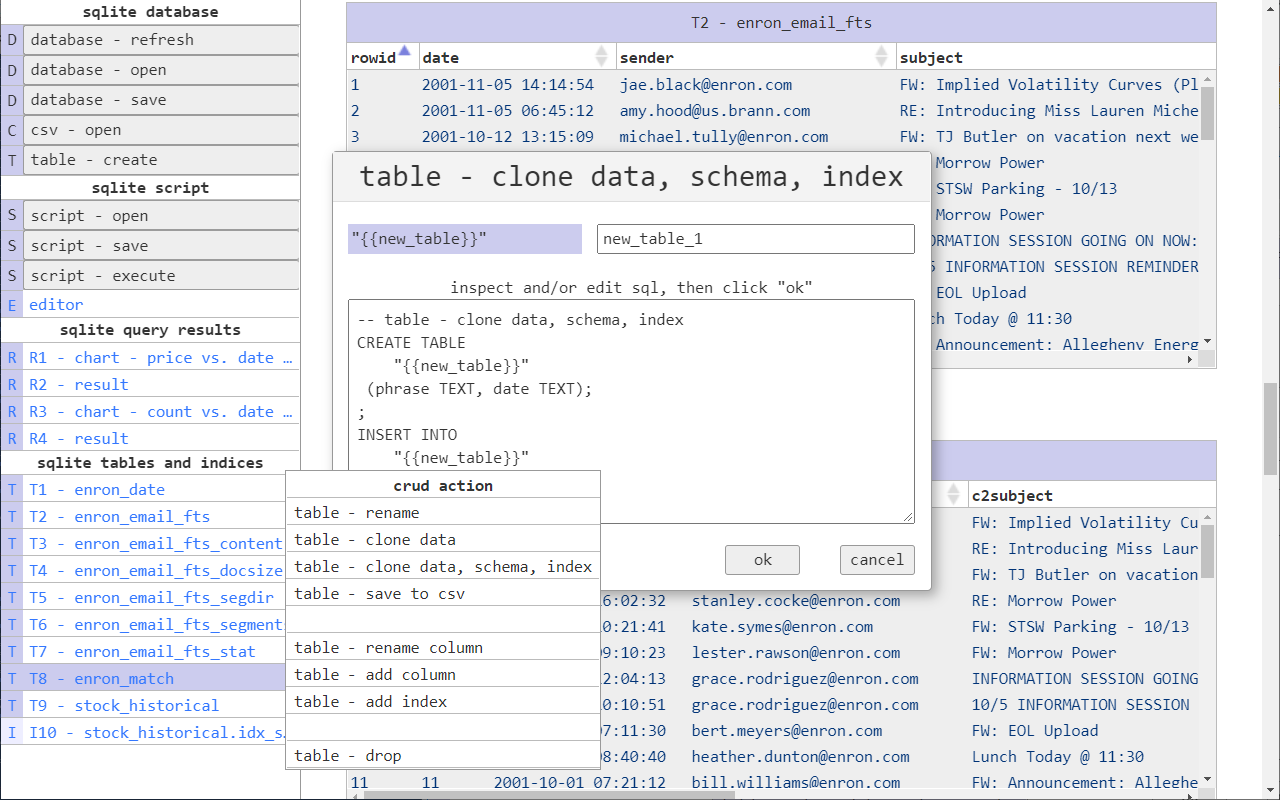 sqlite database
D database - refresh
D database - open
D database - save
C csv - open
T table - create
sqlite script
S script - open
S script - save
S script - execute
E editor
sqlite query results
R R1 - chart - price vs. date …
R R2 - result
R R3 - chart - count vs. date …
R R4 - result
sqlite tables and indices
T T1 - enron_date
T T2 - enron_email_fts
T T3 - enron_email_fts_content
T T4 - enron_email_fts_docsize
T T5 - enron_email_fts_segdir
T T6 - enron_email_fts_segment
T T7 - enron_email_fts_stat
T T8 - enron_match
T T9 - stock_historical
I I10 - stock_historical.idx_s
crud action
table - rename
table - clone data
table - clone data, schema, index
table - save to csv
table - rename column
table - add column
table - add index
table - drop
table - clone data, schema, index
"{{new_table}}" new_table_1
inspect and/or edit sql, then click "ok"
-- table - clone data, schema, index
CREATE TABLE
"{{new_table}}"
(phrase TEXT, date TEXT);
;
INSERT INTO
"{{new_table}}"
ok cancel
T2 - enron_email_fts
rowid date sender subject
1 2001-11-05 14:14:54 jae.black@enron.com FW: Implied Volatility Curves (Pl
2 2001-11-05 06:45:12 amy.hood@us.brann.com RE: Introducing Miss Lauren Miche
3 2001-10-12 13:15:09 michael.tully@enron.com FW: TJ Butler on vacation next we
Morrow Power
STSW Parking - 10/13
Morrow Power
ORMATION SESSION GOING ON NOW:
5 INFORMATION SESSION REMINDER
EOL Upload
ch Today @ 11:30
Announcement: Allegheny Energ
c2subject
FW: Implied Volatility Cu
RE: Introducing Miss Laur
FW: TJ Butler on vacation
6:02:32 stanley.cocke@enron.com RE: Morrow Power
0:21:41 kate.symes@enron.com FW: STSW Parking - 10/13
09:10:23 lester.rawson@enron.com FW: Morrow Power
2:04:13 grace.rodriguez@enron.com INFORMATION SESSION GOING
0:10:51 grace.rodriguez@enron.com 10/5 INFORMATION SESSION
07:11:30 bert.meyers@enron.com FW: EOL Upload
08:40:40 heather.dunton@enron.com Lunch Today @ 11:30
11 11 2001-10-01 07:21:12 bill.williams@enron.com FW: Announcement: Alleghe